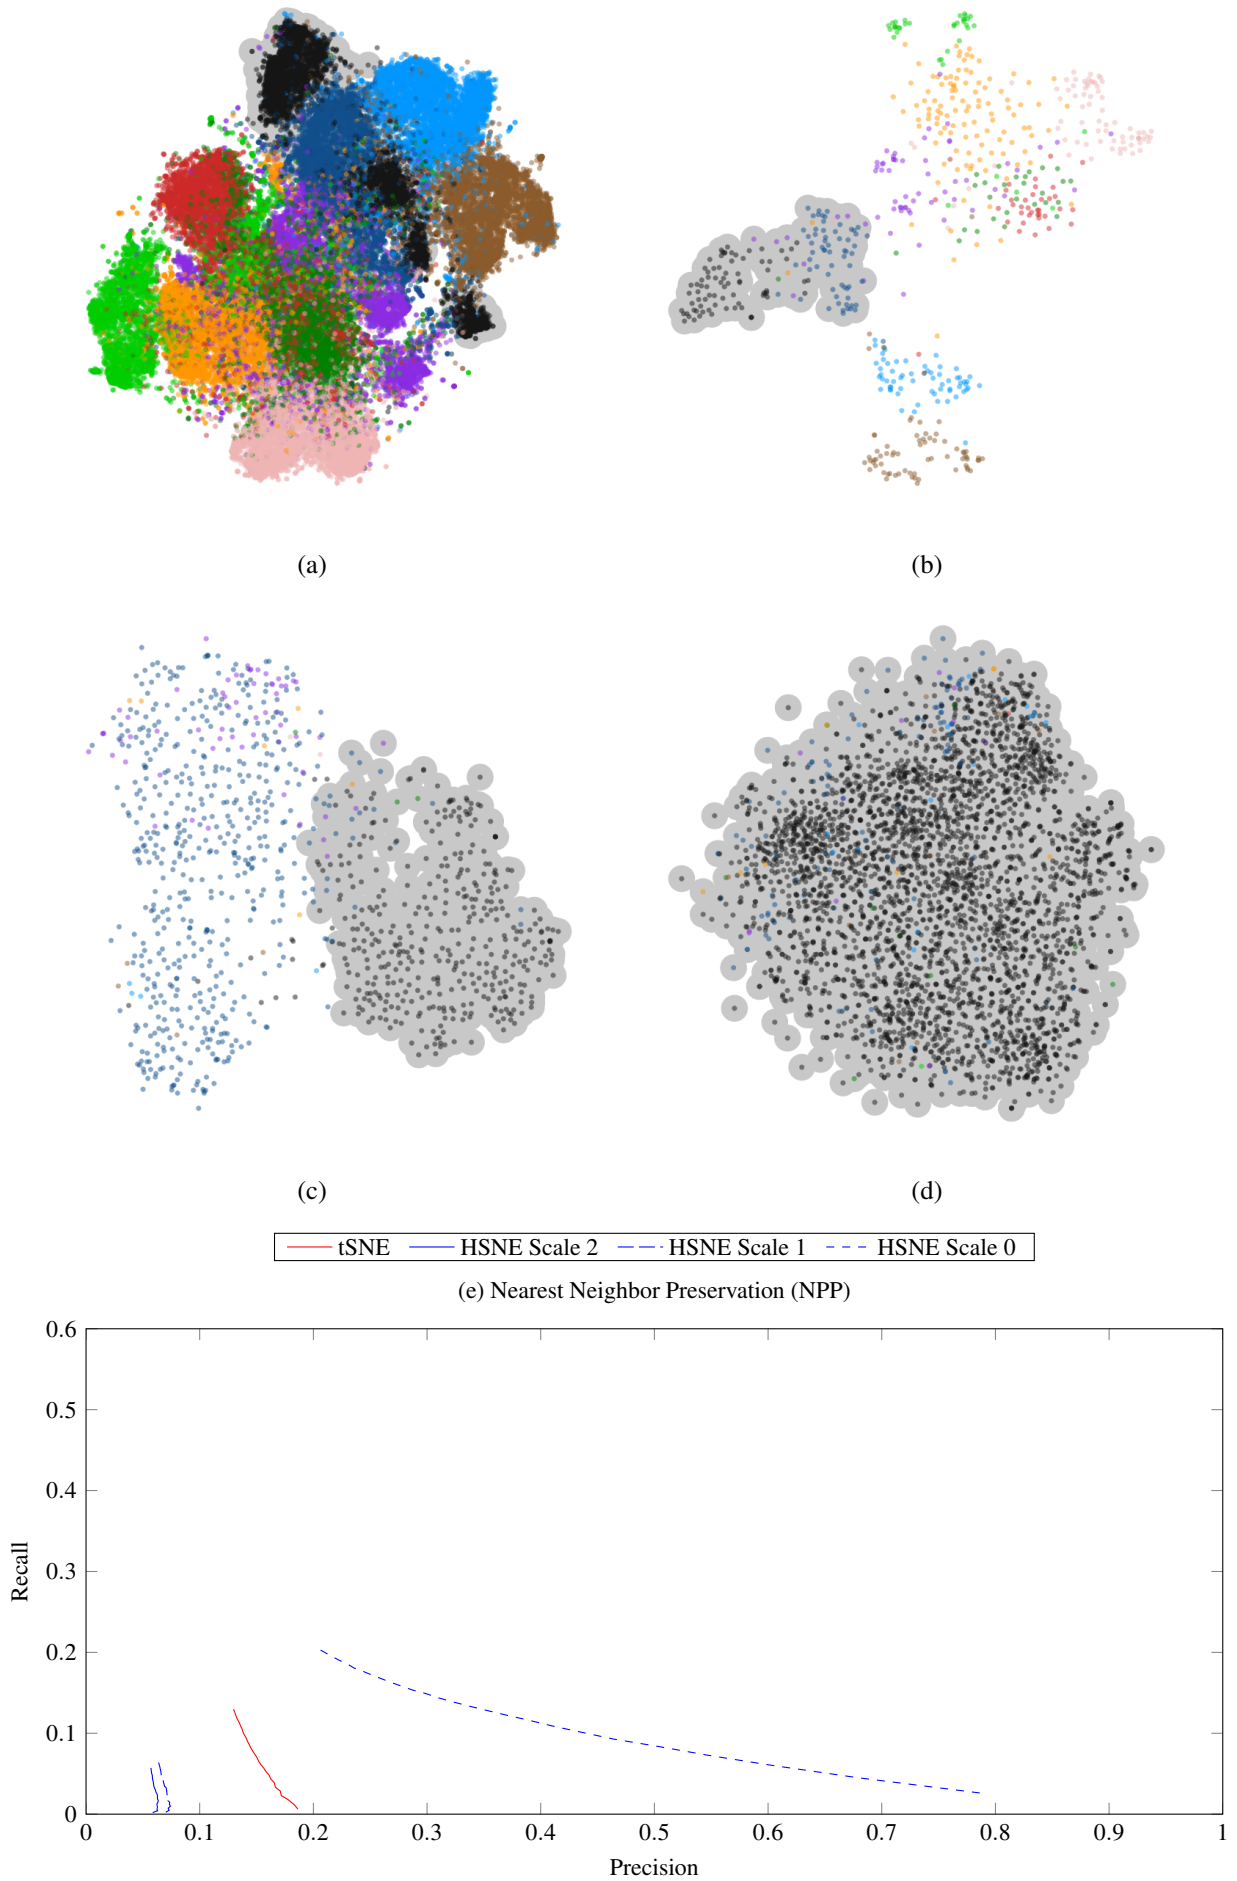 (a)
(b)
(c)
(d)
tSNE HSNE Scale 2 HSNE Scale 1 HSNE Scale 0
(e) Nearest Neighbor Preservation (NPP)
0.6
0.5
0.4
0.3
0.2
0.1
0
Recall
0 0.1 0.2 0.3 0.4 0.5 0.6 0.7 0.8 0.9 1
Precision